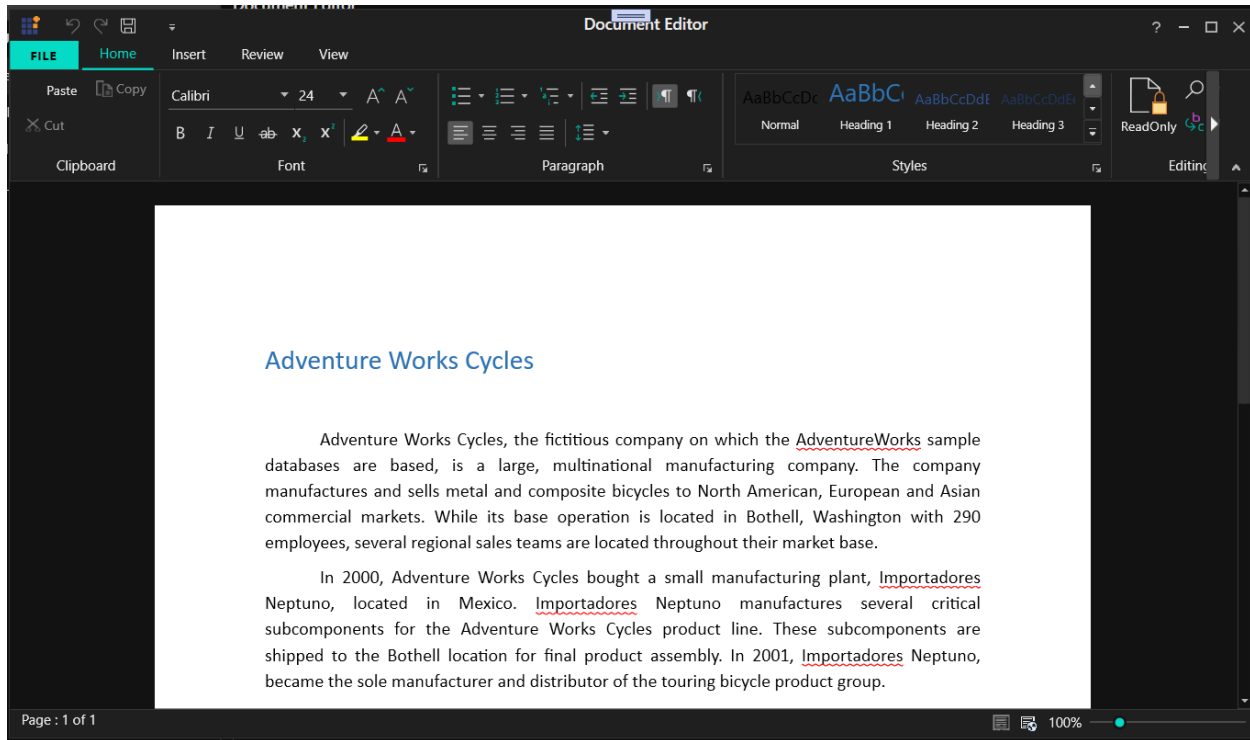 Document Editor
?
FILE Home Insert Review View
Paste Copy Calibri 24 A A ¶ ¶ AaBbCcDc AaBbC AaBbCcDdE AaBbCcDdEe
Cut B I U ab X₂ X² A Normal Heading 1 Heading 2 Heading 3 ReadOnly b c
Clipboard Font Paragraph Styles Editing
Adventure Works Cycles
Adventure Works Cycles, the fictitious company on which the AdventureWorks sample
databases are based, is a large, multinational manufacturing company. The company
manufactures and sells metal and composite bicycles to North American, European and Asian
commercial markets. While its base operation is located in Bothell, Washington with 290
employees, several regional sales teams are located throughout their market base.
In 2000, Adventure Works Cycles bought a small manufacturing plant, Importadores
Neptuno, located in Mexico. Importadores Neptuno manufactures several critical
subcomponents for the Adventure Works Cycles product line. These subcomponents are
shipped to the Bothell location for final product assembly. In 2001, Importadores Neptuno,
became the sole manufacturer and distributor of the touring bicycle product group.
Page : 1 of 1 100%